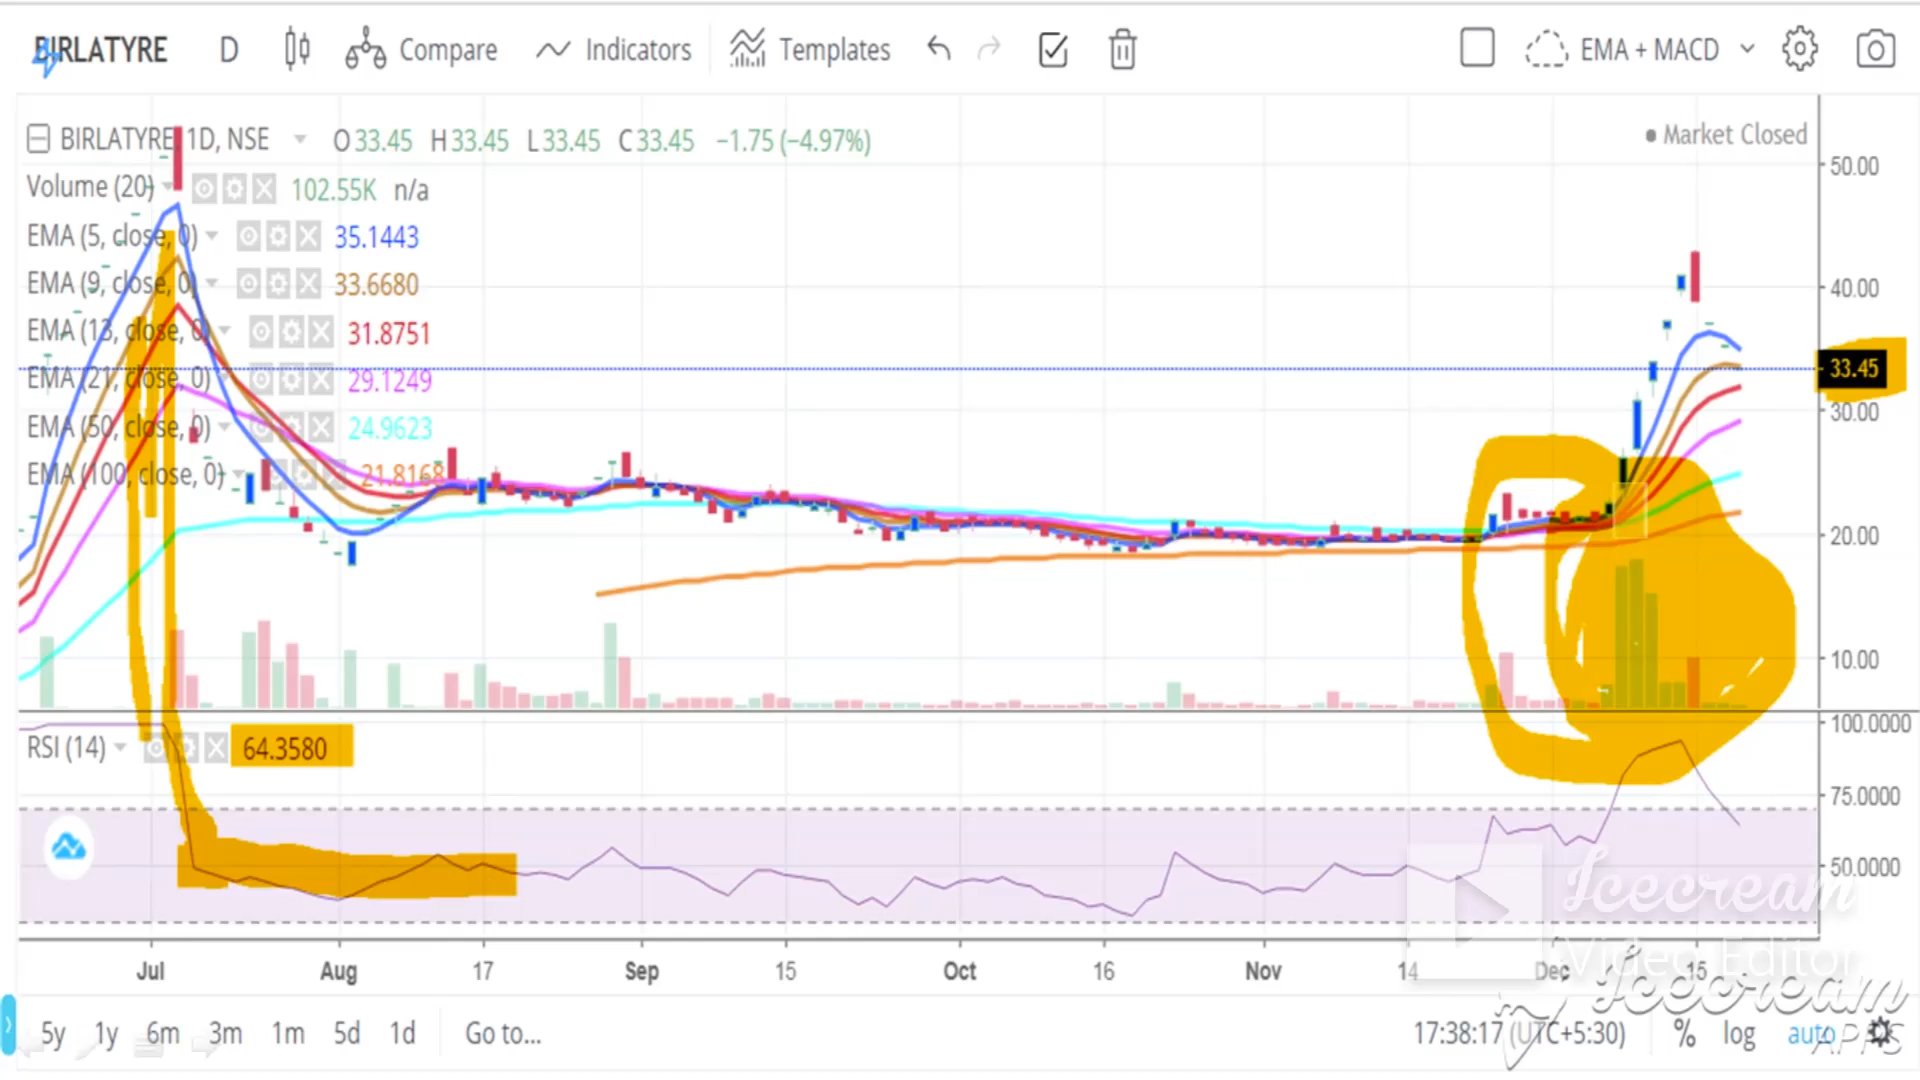 BIRLATYRE D Compare Indicators Templates EMA + MACD
BIRLATYRE, 1D, NSE O33.45 H33.45 L33.45 C33.45 −1.75 (−4.97%)
Market Closed
Volume (20) 102.55K n/a
EMA (5, close, 0) 35.1443
EMA (9, close, 0) 33.6680
EMA (13, close, 0) 31.8751
EMA (21, close, 0) 29.1249
EMA (50, close, 0) 24.9623
EMA (100, close, 0) 21.8168
50.00
40.00
33.45
30.00
20.00
10.00
RSI (14) 64.3580
100.0000
75.0000
50.0000
Icecream
Video Editor
Jul Aug 17 Sep 15 Oct 16 Nov 14 Dec 15
Icecream
APPS
5y 1y 6m 3m 1m 5d 1d Go to... 17:38:17 (UTC+5:30) % log auto